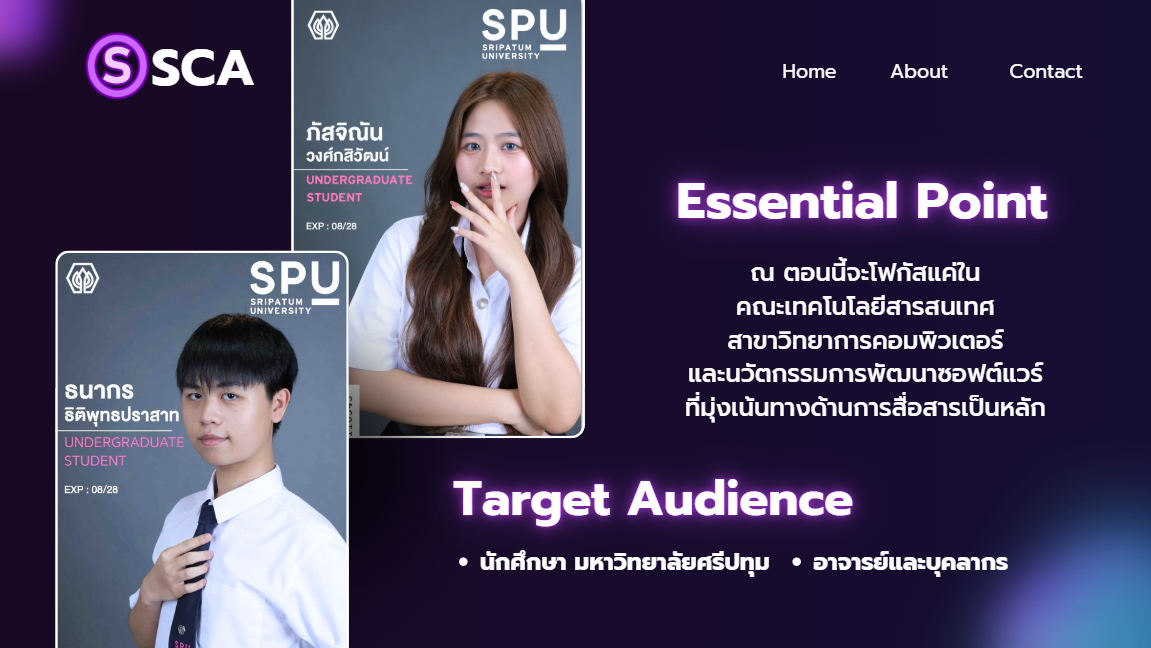 S SCA
Home About Contact
SPU
SRIPATUM
UNIVERSITY
ภัสจิณัน
วงศ์กสิวัฒน์
UNDERGRADUATE
STUDENT
EXP : 08/28
SPU
SRIPATUM
UNIVERSITY
ธนากร
ธิติพุทธปราสาท
UNDERGRADUATE
STUDENT
EXP : 08/28
SPU
Essential Point
ณ ตอนนี้จะโฟกัสแค่ใน
คณะเทคโนโลยีสารสนเทศ
สาขาวิทยาการคอมพิวเตอร์
และนวัตกรรมการพัฒนาซอฟต์แวร์
ที่มุ่งเน้นทางด้านการสื่อสารเป็นหลัก
Target Audience
• นักศึกษา มหาวิทยาลัยศรีปทุม • อาจารย์และบุคลากร